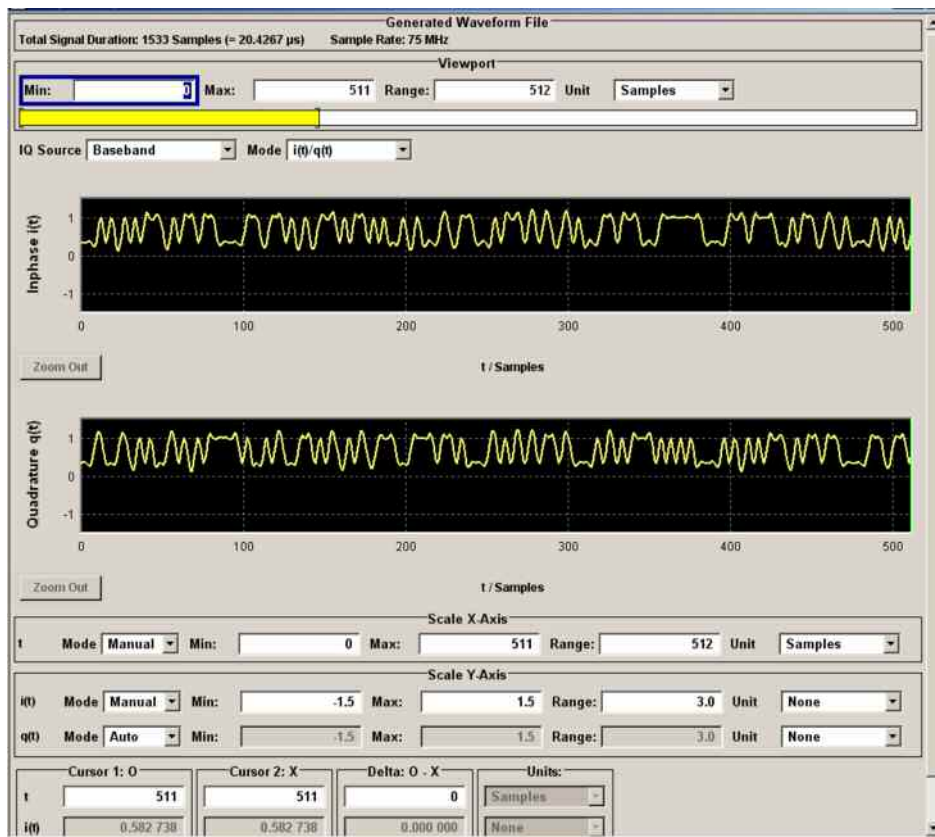 Generated Waveform File
Total Signal Duration: 1533 Samples (= 20.4267 µs) Sample Rate: 75 MHz
Viewport
Min: 0 Max: 511 Range: 512 Unit Samples
IQ Source Baseband Mode i(t)/q(t)
Inphase i(t)
1
0
-1
0 100 200 300 400 500
Zoom Out t / Samples
Quadrature q(t)
1
0
-1
0 100 200 300 400 500
Zoom Out t / Samples
Scale X-Axis
t Mode Manual Min: 0 Max: 511 Range: 512 Unit Samples
Scale Y-Axis
i(t) Mode Manual Min: -1.5 Max: 1.5 Range: 3.0 Unit None
q(t) Mode Auto Min: -1.5 Max: 1.5 Range: 3.0 Unit None
Cursor 1: O Cursor 2: X Delta: O - X Units:
t 511 511 0 Samples
i(t) 0.582 738 0.582 738 0.000 000 None